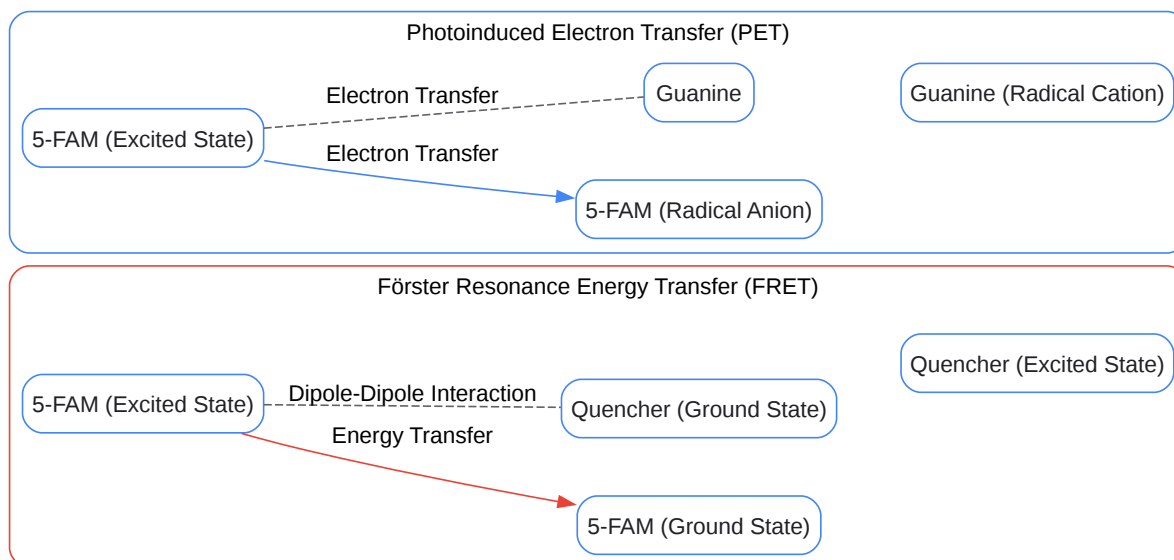 Photoinduced Electron Transfer (PET)
5-FAM (Excited State)
Electron Transfer
Guanine
Guanine (Radical Cation)
Electron Transfer
5-FAM (Radical Anion)
Förster Resonance Energy Transfer (FRET)
5-FAM (Excited State)
Dipole-Dipole Interaction
Quencher (Ground State)
Quencher (Excited State)
Energy Transfer
5-FAM (Ground State)